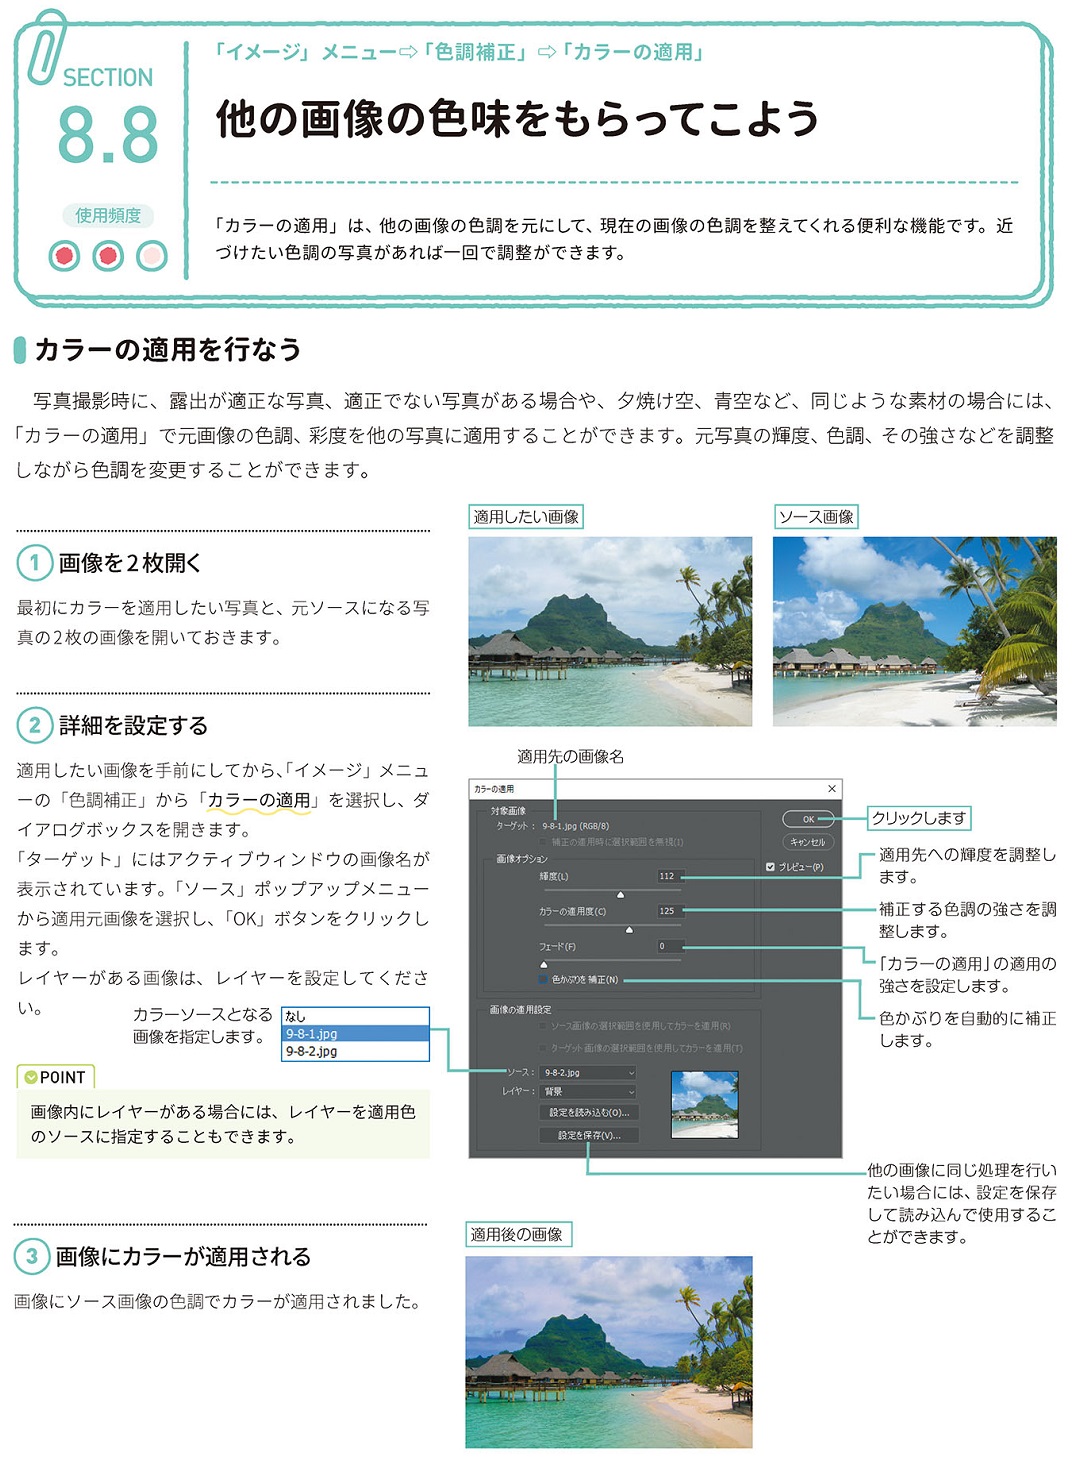 「イメージ」メニュー⇨「色調補正」⇨「カラーの適用」
SECTION
8.8
他の画像の色味をもらってこよう
使用頻度
「カラーの適用」は、他の画像の色調を元にして、現在の画像の色調を整えてくれる便利な機能です。近
づけたい色調の写真があれば一回で調整ができます。
カラーの適用を行なう
写真撮影時に、露出が適正な写真、適正でない写真がある場合や、夕焼け空、青空など、同じような素材の場合には、
「カラーの適用」で元画像の色調、彩度を他の写真に適用することができます。元写真の輝度、色調、その強さなどを調整
しながら色調を変更することができます。
1 画像を2枚開く
最初にカラーを適用したい写真と、元ソースになる写
真の2枚の画像を開いておきます。
適用したい画像
ソース画像
2 詳細を設定する
適用したい画像を手前にしてから、「イメージ」メニュ
ーの「色調補正」から「カラーの適用」を選択し、ダ
イアログボックスを開きます。
「ターゲット」にはアクティブウィンドウの画像名が
表示されています。「ソース」ポップアップメニュー
から適用元画像を選択し、「OK」ボタンをクリックし
ます。
レイヤーがある画像は、レイヤーを設定してくださ
い。
カラーソースとなる
画像を指定します。
なし
9-8-1.jpg
9-8-2.jpg
POINT
画像内にレイヤーがある場合には、レイヤーを適用色
のソースに指定することもできます。
適用先の画像名
カラーの適用
対象画像
ターゲット： 9-8-1.jpg (RGB/8)
補正の適用時に選択範囲を無視(I)
画像オプション
輝度(L) 112
カラーの適用度(C) 125
フェード(F) 0
色かぶりを補正(N)
画像の適用設定
ソース画像の選択範囲を使用してカラーを適用(R)
ターゲット画像の選択範囲を使用してカラーを適用(T)
ソース： 9-8-2.jpg
レイヤー： 背景
設定を読み込む(O)...
設定を保存(V)...
OK
キャンセル
プレビュー(P)
クリックします
適用先への輝度を調整し
ます。
補正する色調の強さを調
整します。
「カラーの適用」の適用の
強さを設定します。
色かぶりを自動的に補正
します。
他の画像に同じ処理を行い
たい場合には、設定を保存
して読み込んで使用するこ
とができます。
3 画像にカラーが適用される
画像にソース画像の色調でカラーが適用されました。
適用後の画像